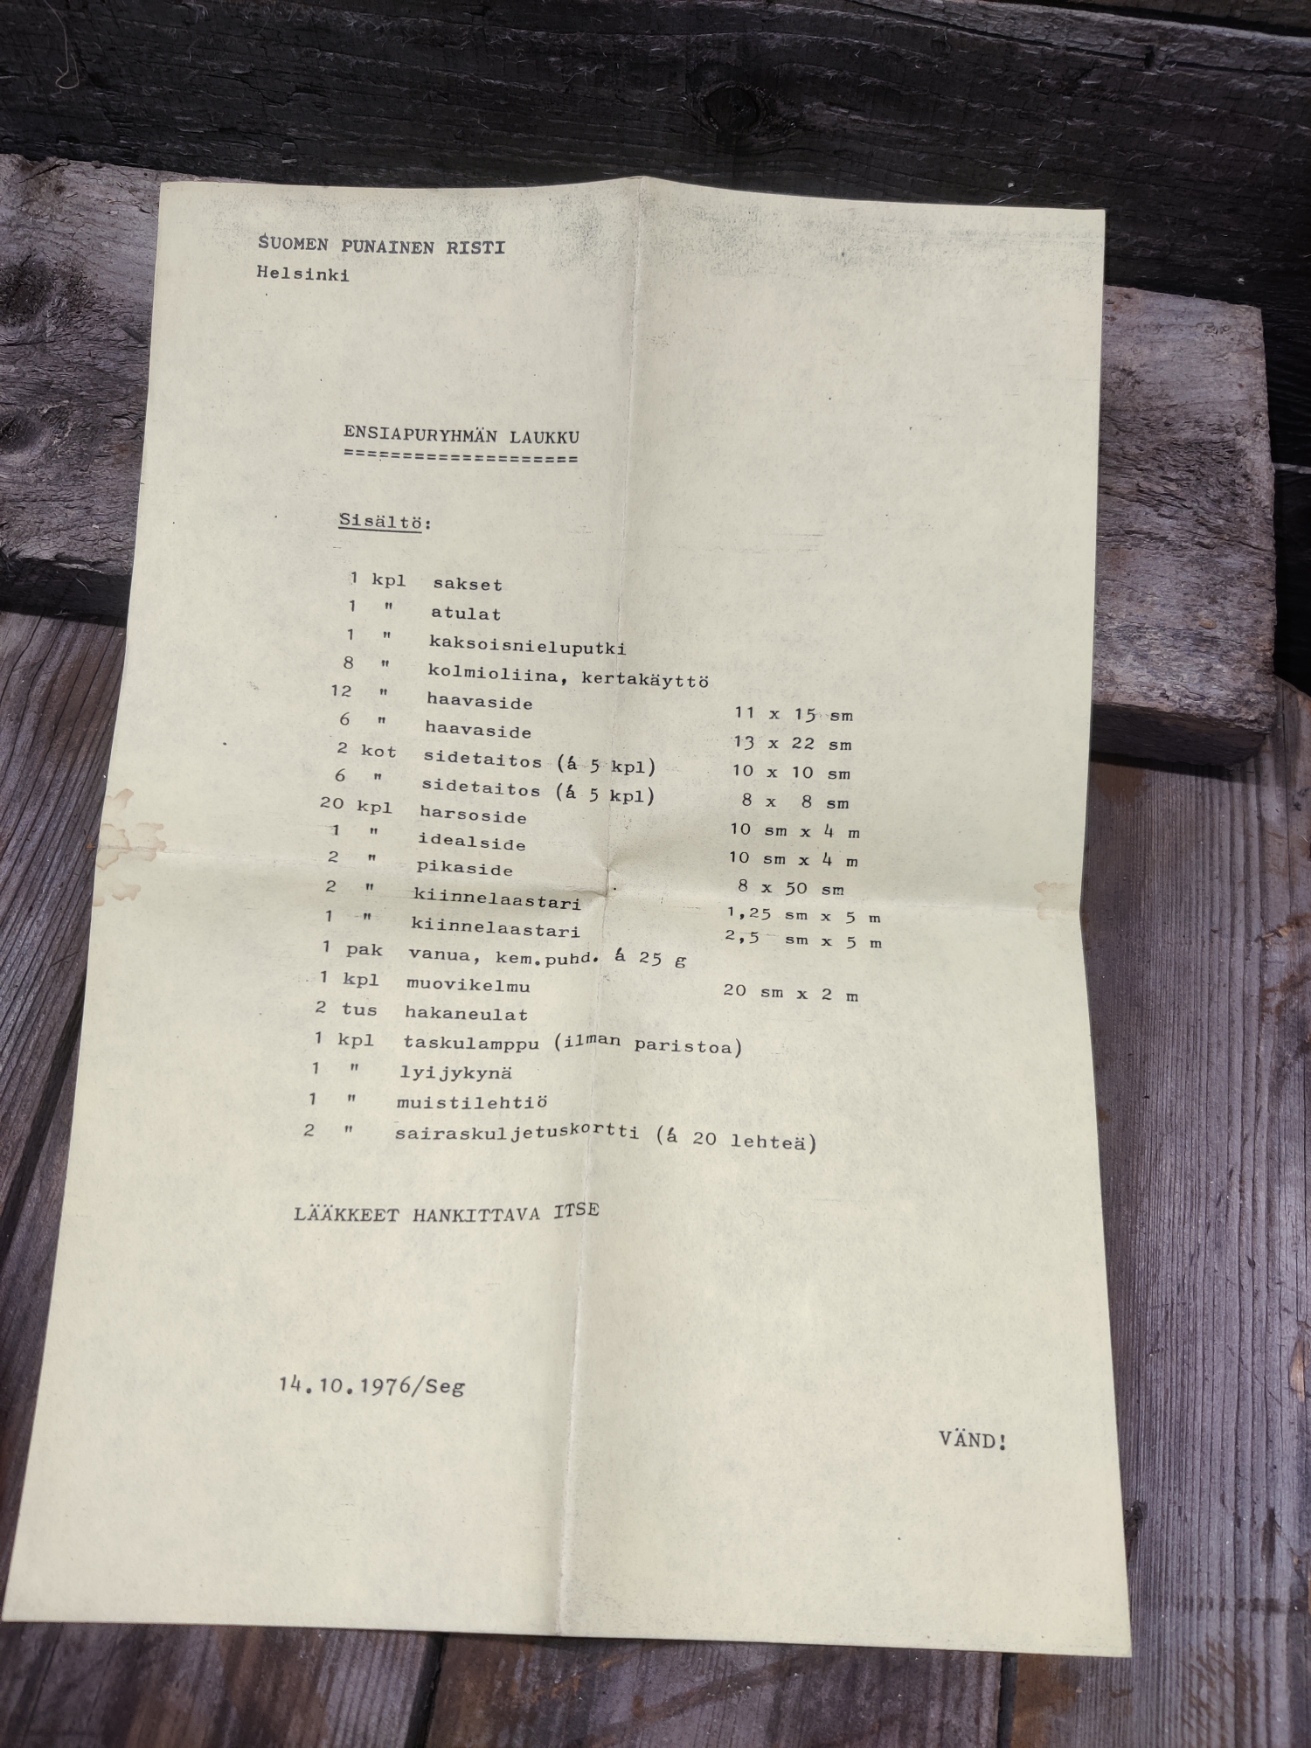 SUOMEN PUNAINEN RISTI
Helsinki
ENSIAPURYHMÄN LAUKKU
====================
Sisältö:
1 kpl sakset
1 " atulat
1 " kaksoisnieluputki
8 " kolmioliina, kertakäyttö
12 " haavaside 11 x 15 sm
6 " haavaside 13 x 22 sm
2 kot sidetaitos (á 5 kpl) 10 x 10 sm
6 " sidetaitos (á 5 kpl) 8 x 8 sm
20 kpl harsoside 10 sm x 4 m
1 " idealside 10 sm x 4 m
2 " pikaside 8 x 50 sm
2 " kiinnelaastari 1,25 sm x 5 m
1 " kiinnelaastari 2,5 sm x 5 m
1 pak vanua, kem.puhd. á 25 g
1 kpl muovikelmu 20 sm x 2 m
2 tus hakaneulat
1 kpl taskulamppu (ilman paristoa)
1 " lyijykynä
1 " muistilehtiö
2 " sairaskuljetuskortti (á 20 lehteä)
LÄÄKKEET HANKITTAVA ITSE
14.10.1976/Seg
VÄND!